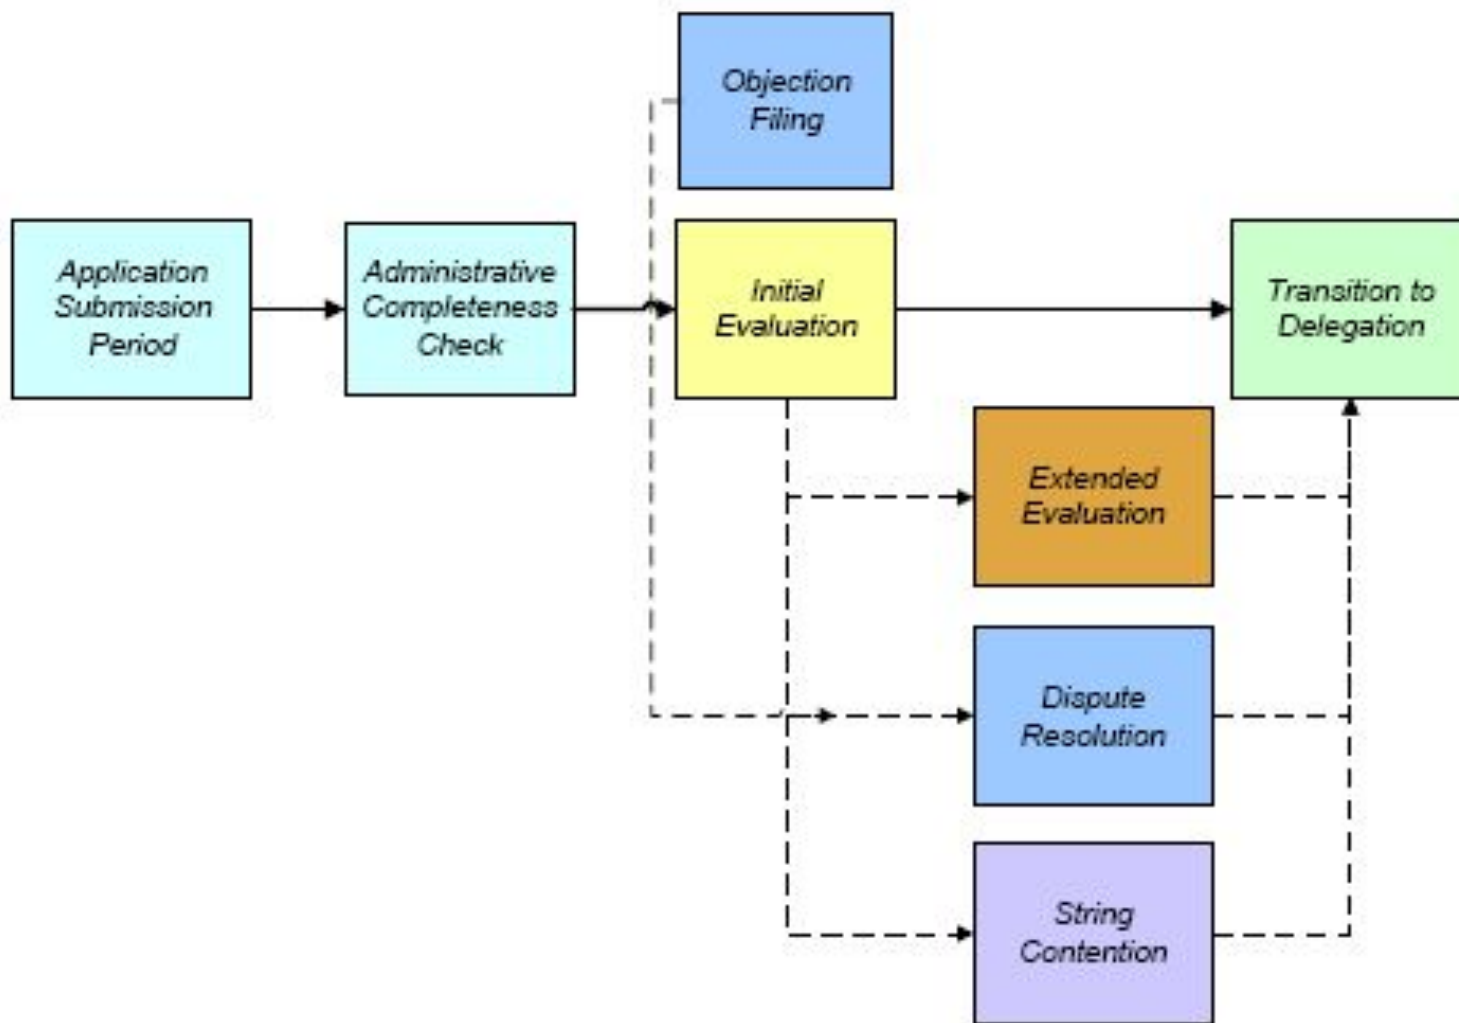 Objection
Filing
Application
Submission
Period
Administrative
Completeness
Check
Initial
Evaluation
Transition to
Delegation
Extended
Evaluation
Dispute
Resolution
String
Contention